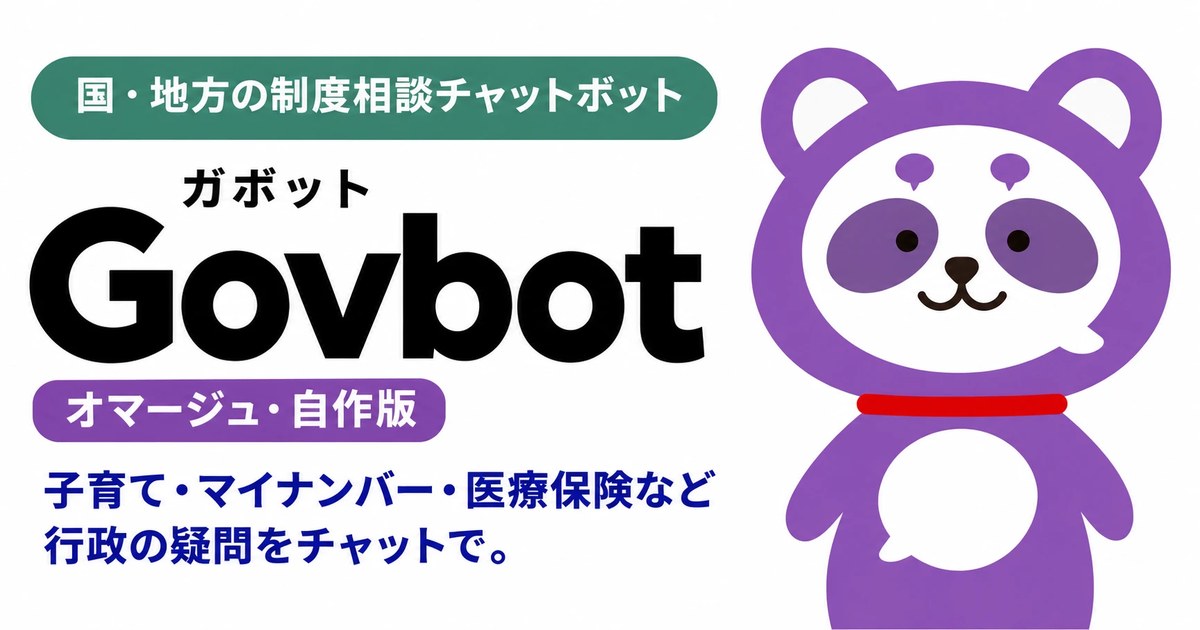 国・地方の制度相談チャットボット
ガボット
Govbot
オマージュ・自作版
子育て・マイナンバー・医療保険など
行政の疑問をチャットで。